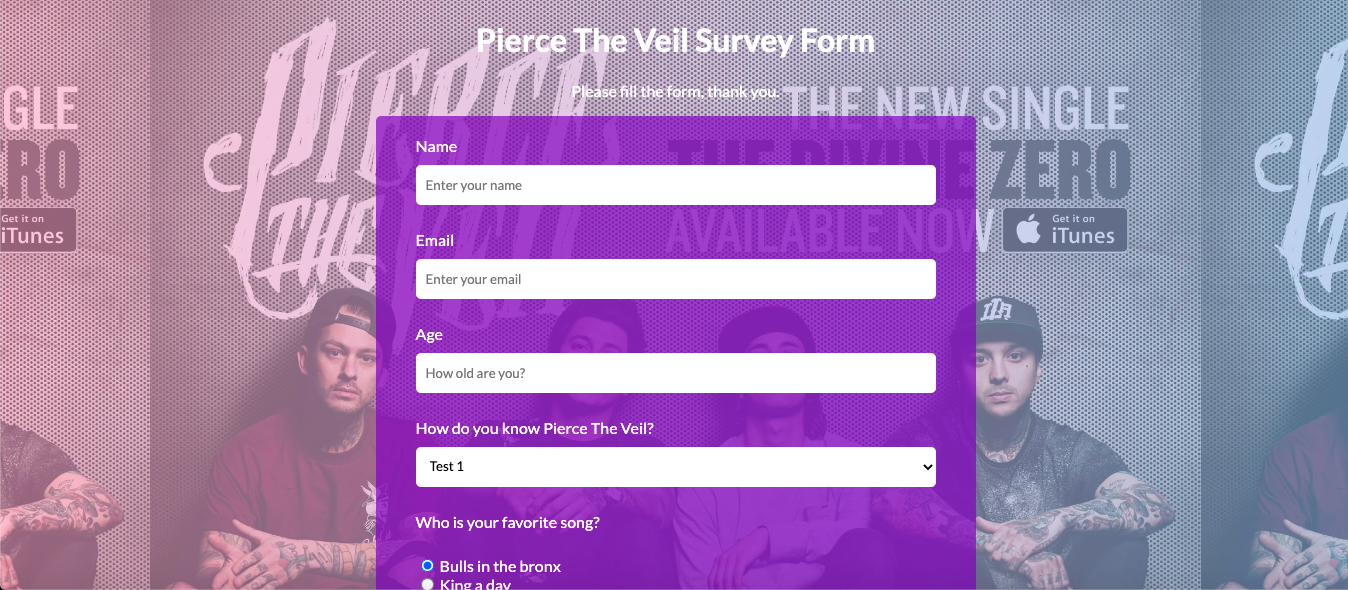 Pierce The Veil Survey Form
PIERCE
THE
Please fill the form, thank you.
GLE
THE NEW SINGLE
ZERO
THE DIVINE ZERO
AVAILABLE NOW
Get it on
iTunes
Get it on
iTunes
Name
Enter your name
Email
Enter your email
Age
How old are you?
How do you know Pierce The Veil?
Test 1
Who is your favorite song?
Bulls in the bronx
King a day